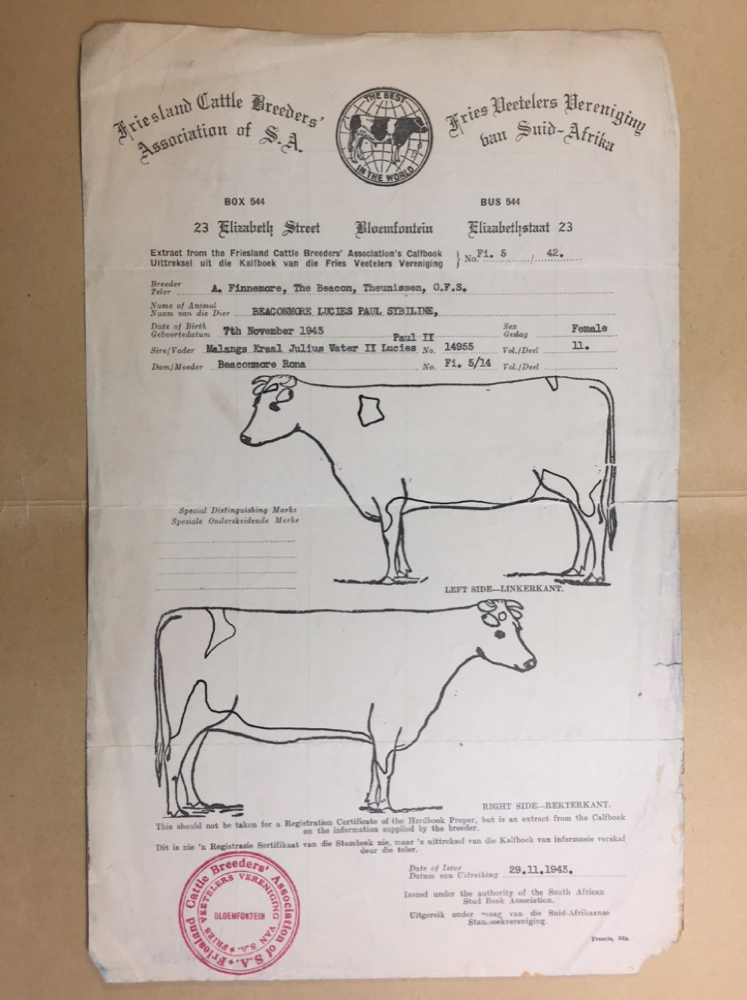 Friesland Cattle Breeders' Association of S.A.
THE BEST IN THE WORLD
Fries Veetelers Vereniging van Suid-Afrika
BOX 544 BUS 544
23 Elizabeth Street Bloemfontein Elizabethstaat 23
Extract from the Friesland Cattle Breeders' Association's Calfbook
Uittreksel uit die Kalfboek van die Fries Veetelers Vereniging
No. Fi. 5 / 42.
Breeder
Teler A. Finnemore, The Beacon, Theunissen, O.F.S.
Name of Animal
Naam van die Dier BEACONMORE LUCIES PAUL SYBILINE,
Date of Birth Sex
Geboortedatum 7th November 1943 Geslag Female
Paul II
Sire/Vader Malangs Kraal Julius Water II Lucies No. 14955 Vol./Deel 11.
Dam/Moeder Beaconmore Rona No. Fi. 5/14 Vol./Deel
Special Distinguishing Marks
Spesiale Onderskeidende Merke
LEFT SIDE—LINKERKANT.
RIGHT SIDE—REKTERKANT.
This should not be taken for a Registration Certificate of the Herdbook Proper, but is an extract from the Calfbook
on the information supplied by the breeder.
Dit is nie 'n Registrasie Sertifikaat van die Stamboek nie, maar 'n uittreksel van die Kalfboek van informasie verskaf
deur die teler.
Date of Issue
Datum van Uitreiking 29.11.1943.
Issued under the authority of the South African
Stud Book Association.
Uitgereik onder gesag van die Suid-Afrikaanse
Stamboekvereniging.
Friesland Cattle Breeders' Association of S.A.
FRIES VEETELERS VERENIGING VAN S.A.
BLOEMFONTEIN
Francis, Bfn.